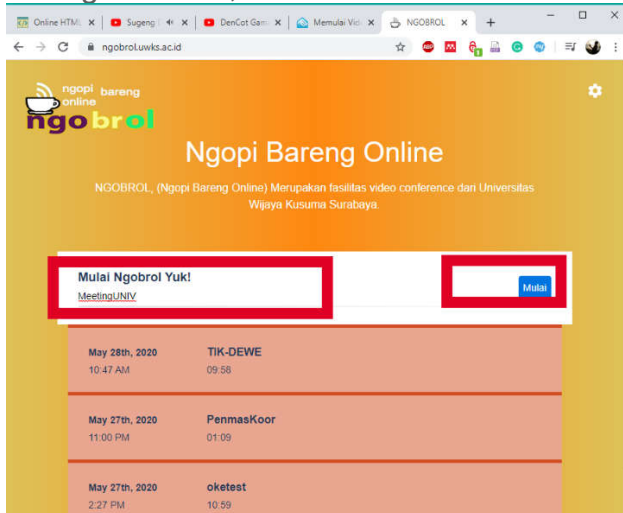 Online HTML
Sugeng
DenCot Gam
Memulai Vid
NGOBROL
ngobrol.uwks.ac.id
ngopi bareng
online
ngobrol
Ngopi Bareng Online
NGOBROL, (Ngopi Bareng Online) Merupakan fasilitas video conference dari Universitas
Wijaya Kusuma Surabaya.
Mulai Ngobrol Yuk!
MeetingUNIV
Mulai
May 28th, 2020 TIK-DEWE
10:47 AM 09:58
May 27th, 2020 PenmasKoor
11:00 PM 01:09
May 27th, 2020 oketest
2:27 PM 10:59